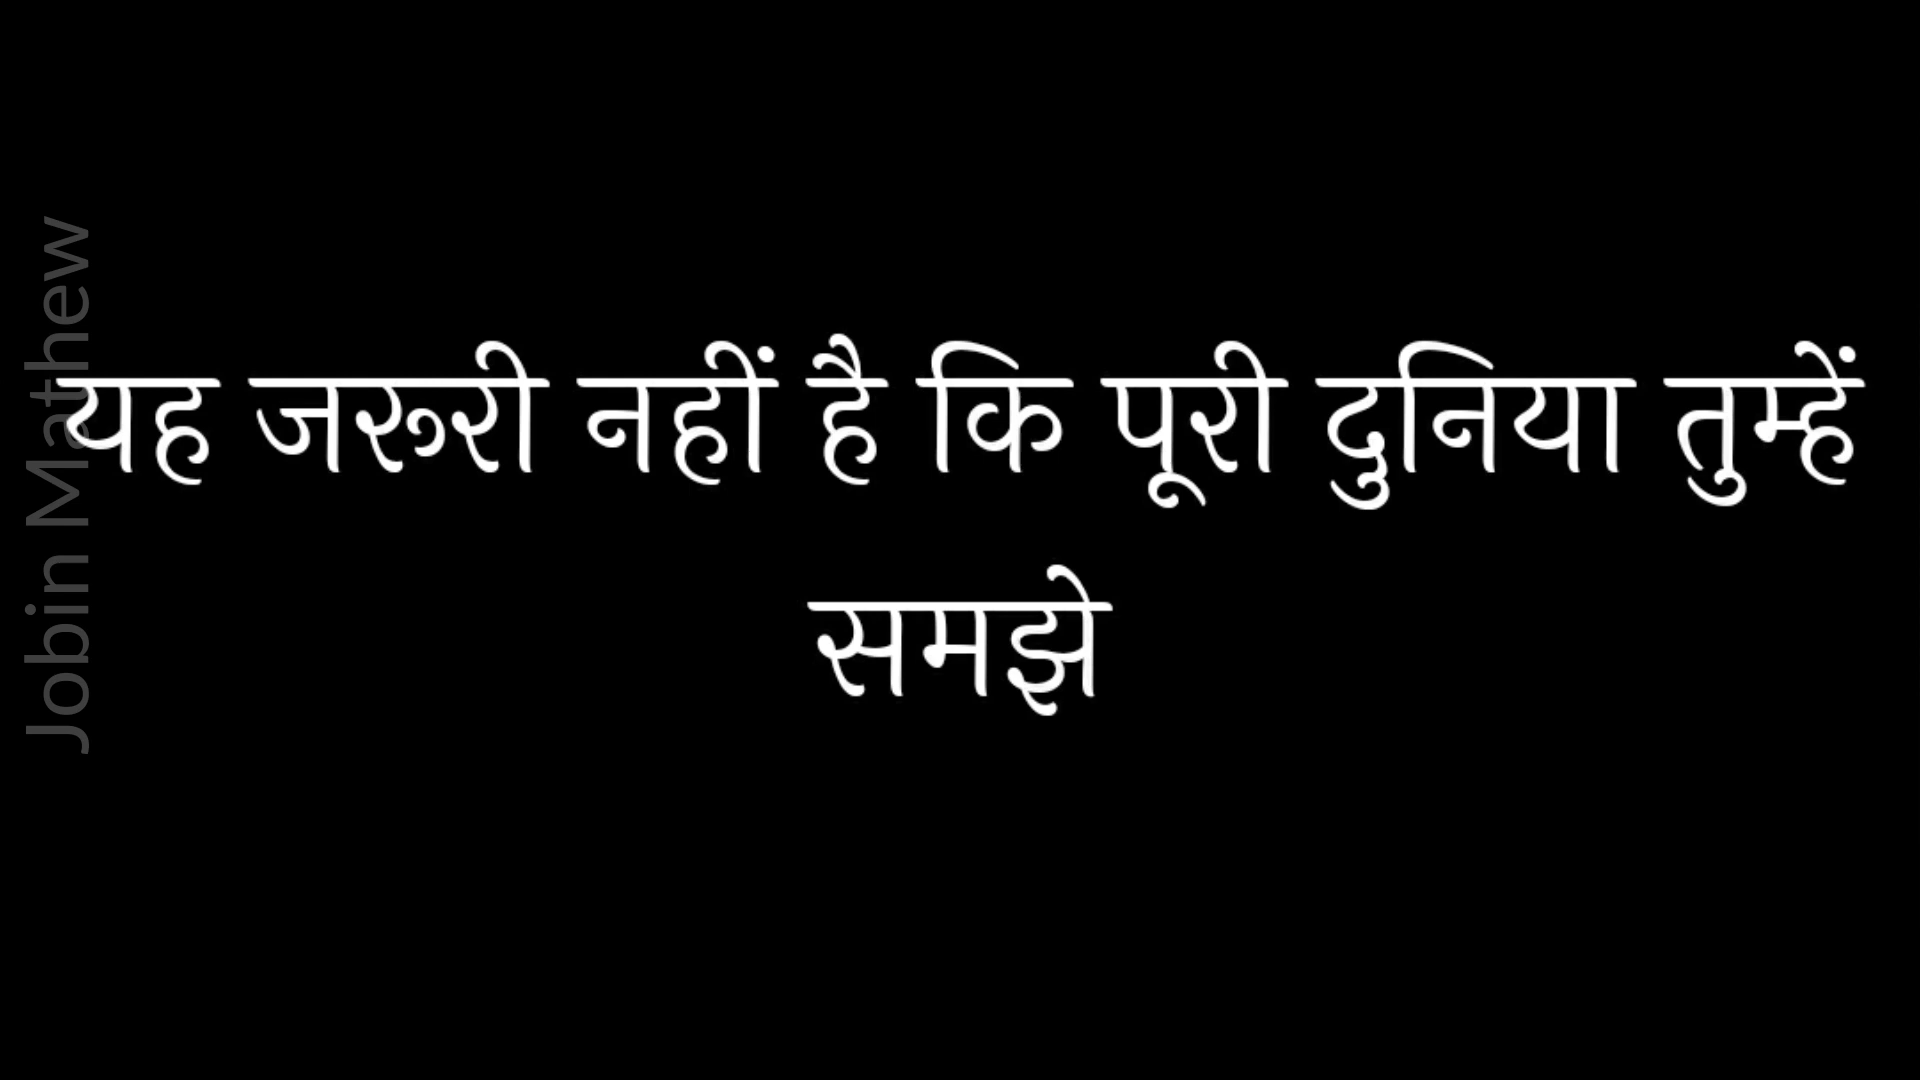 यह जरूरी नहीं है कि पूरी दुनिया तुम्हें
समझे
Jobin Mathew